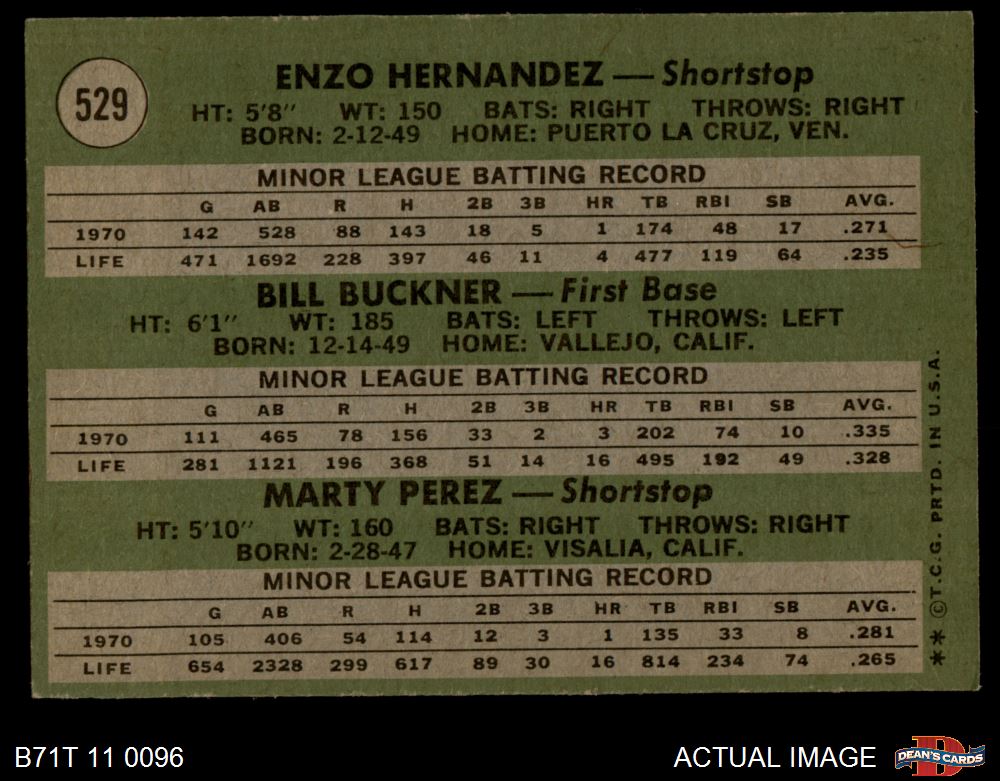 529
ENZO HERNANDEZ — Shortstop
HT: 5'8" WT: 150 BATS: RIGHT THROWS: RIGHT
BORN: 2-12-49 HOME: PUERTO LA CRUZ, VEN.
MINOR LEAGUE BATTING RECORD
G AB R H 2B 3B HR TB RBI SB AVG.
1970 142 528 88 143 18 5 1 174 48 17 .271
LIFE 471 1692 228 397 46 11 4 477 119 64 .235
BILL BUCKNER — First Base
HT: 6'1" WT: 185 BATS: LEFT THROWS: LEFT
BORN: 12-14-49 HOME: VALLEJO, CALIF.
MINOR LEAGUE BATTING RECORD
G AB R H 2B 3B HR TB RBI SB AVG.
1970 111 465 78 156 33 2 3 202 74 10 .335
LIFE 281 1121 196 368 51 14 16 495 192 49 .328
MARTY PEREZ — Shortstop
HT: 5'10" WT: 160 BATS: RIGHT THROWS: RIGHT
BORN: 2-28-47 HOME: VISALIA, CALIF.
MINOR LEAGUE BATTING RECORD
G AB R H 2B 3B HR TB RBI SB AVG.
1970 105 406 54 114 12 3 1 135 33 8 .281
LIFE 654 2328 299 617 89 30 16 814 234 74 .265
** ©T.C.G. PRTD. IN U.S.A.
B71T 11 0096
ACTUAL IMAGE
D
DEAN'S CARDS